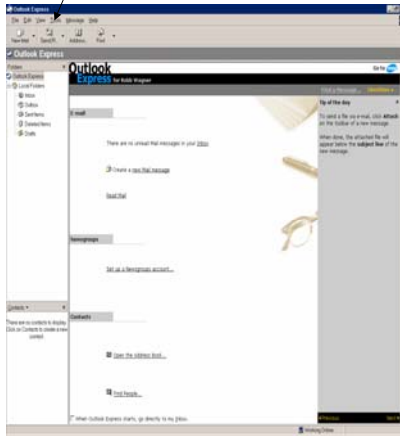 Outlook Express
File Edit View Tools Message Help
New Mail Send/R... Addresses Find
Outlook Express
Folders
Outlook Express
Local Folders
Inbox
Outbox
Sent Items
Deleted Items
Drafts
Contacts
There are no contacts to display.
Click on Contacts to create a new
contact.
Outlook
Express for Robb Wagner
Go to msn
Find a Message...
E-mail
There are no unread Mail messages in your Inbox
Create a new Mail message
Read Mail
Newsgroups
Set up a Newsgroups account...
Contacts
Open the Address Book...
Find People...
When Outlook Express starts, go directly to my Inbox.
Tip of the day
To send a file via e-mail, click Attach
on the toolbar of a new message.
When done, the attached file will
appear below the subject line of the
new message.
Previous Next
Working Online